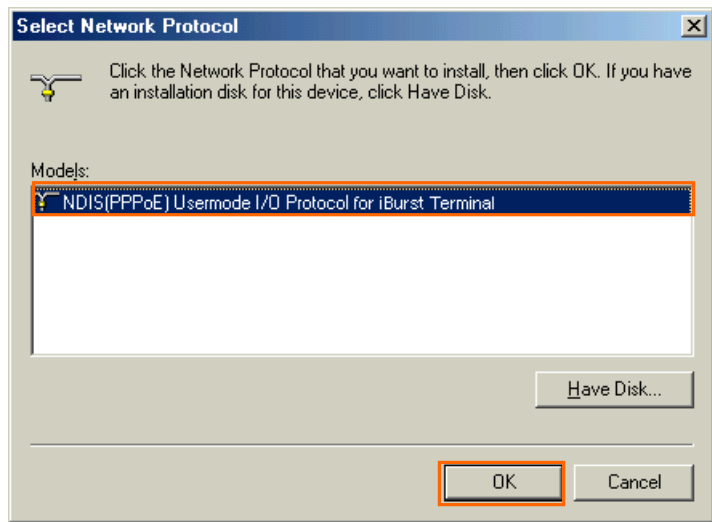 Select Network Protocol
Click the Network Protocol that you want to install, then click OK. If you have
an installation disk for this device, click Have Disk.
Models:
NDIS(PPPoE) Usermode I/O Protocol for iBurst Terminal
Have Disk...
OK
Cancel